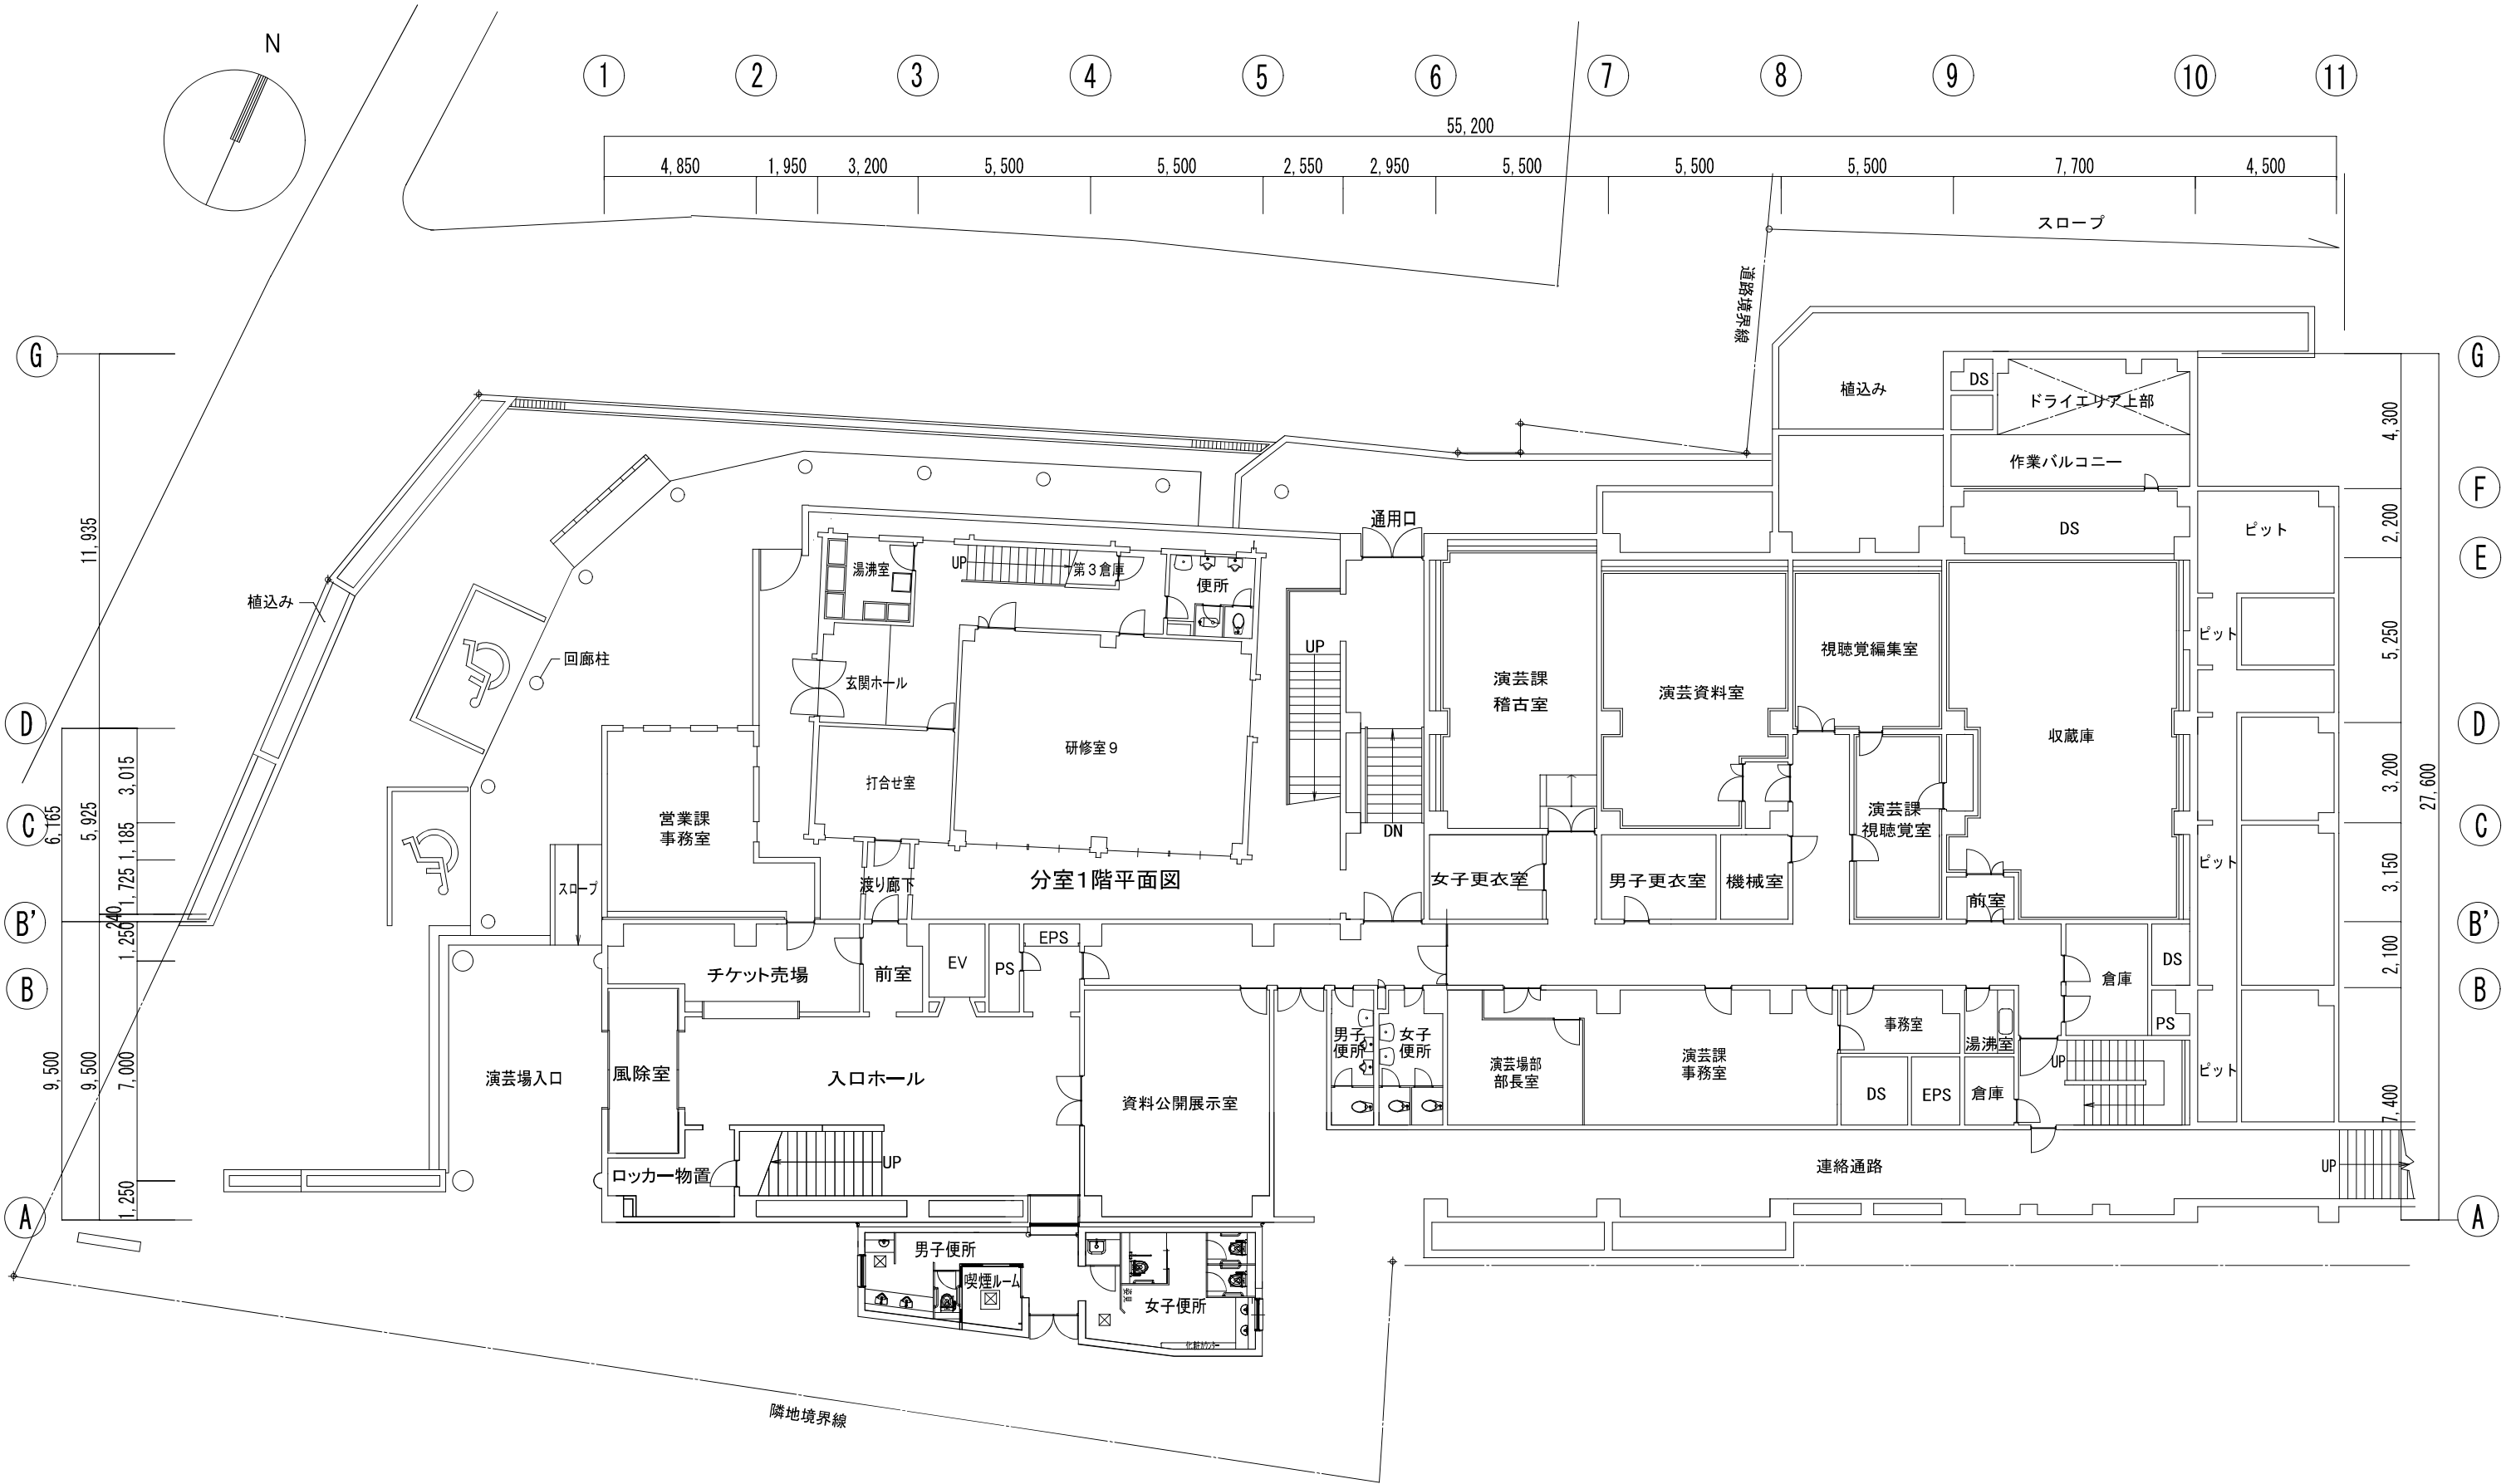 N
1 2 3 4 5 6 7 8 9 10 11
55,200
4,850 1,950 3,200 5,500 5,500 2,550 2,950 5,500 5,500 5,500 7,700 4,500
スロープ
道路境界線
G
G
植込み
DS
ドライエリア上部
4,300
作業バルコニー
F
通用口
11,935
DS
ピット
2,200
E
湯沸室
UP
第3倉庫
便所
植込み
回廊柱
UP
視聴覚編集室
ピット
5,250
玄関ホール
演芸課
稽古室
演芸資料室
D
D
研修室9
収蔵庫
打合せ室
3,015
3,200
27,600
営業課
事務室
演芸課
視聴覚室
C
6,165
5,925
1,185
DN
C
スロープ
渡り廊下
分室1階平面図
女子更衣室
男子更衣室
機械室
ピット
1,725
3,150
前室
B'
240
B'
1,250
EPS
チケット売場
前室
EV
PS
倉庫
DS
2,100
B
B
男子
便所
女子
便所
事務室
PS
湯沸室
9,500
9,500
7,000
演芸場入口
風除室
入口ホール
資料公開展示室
演芸場部
部長室
演芸課
事務室
UP
ピット
DS
EPS
倉庫
7,400
ロッカー物置
UP
連絡通路
UP
1,250
A
A
男子便所
喫煙ルーム
姿見
女子便所
化粧カウンター
隣地境界線